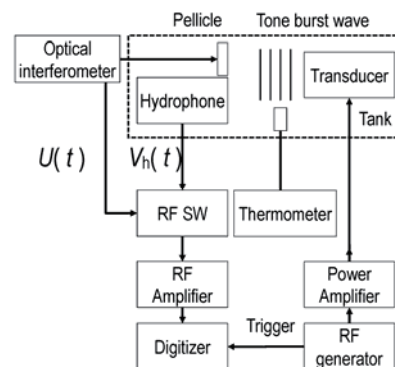 Pellicle
Tone burst wave
Optical
interferometer
Transducer
Hydrophone
Tank
U(t)
Vh(t)
RF SW
Thermometer
RF
Amplifier
Power
Amplifier
Trigger
Digitizer
RF
generator